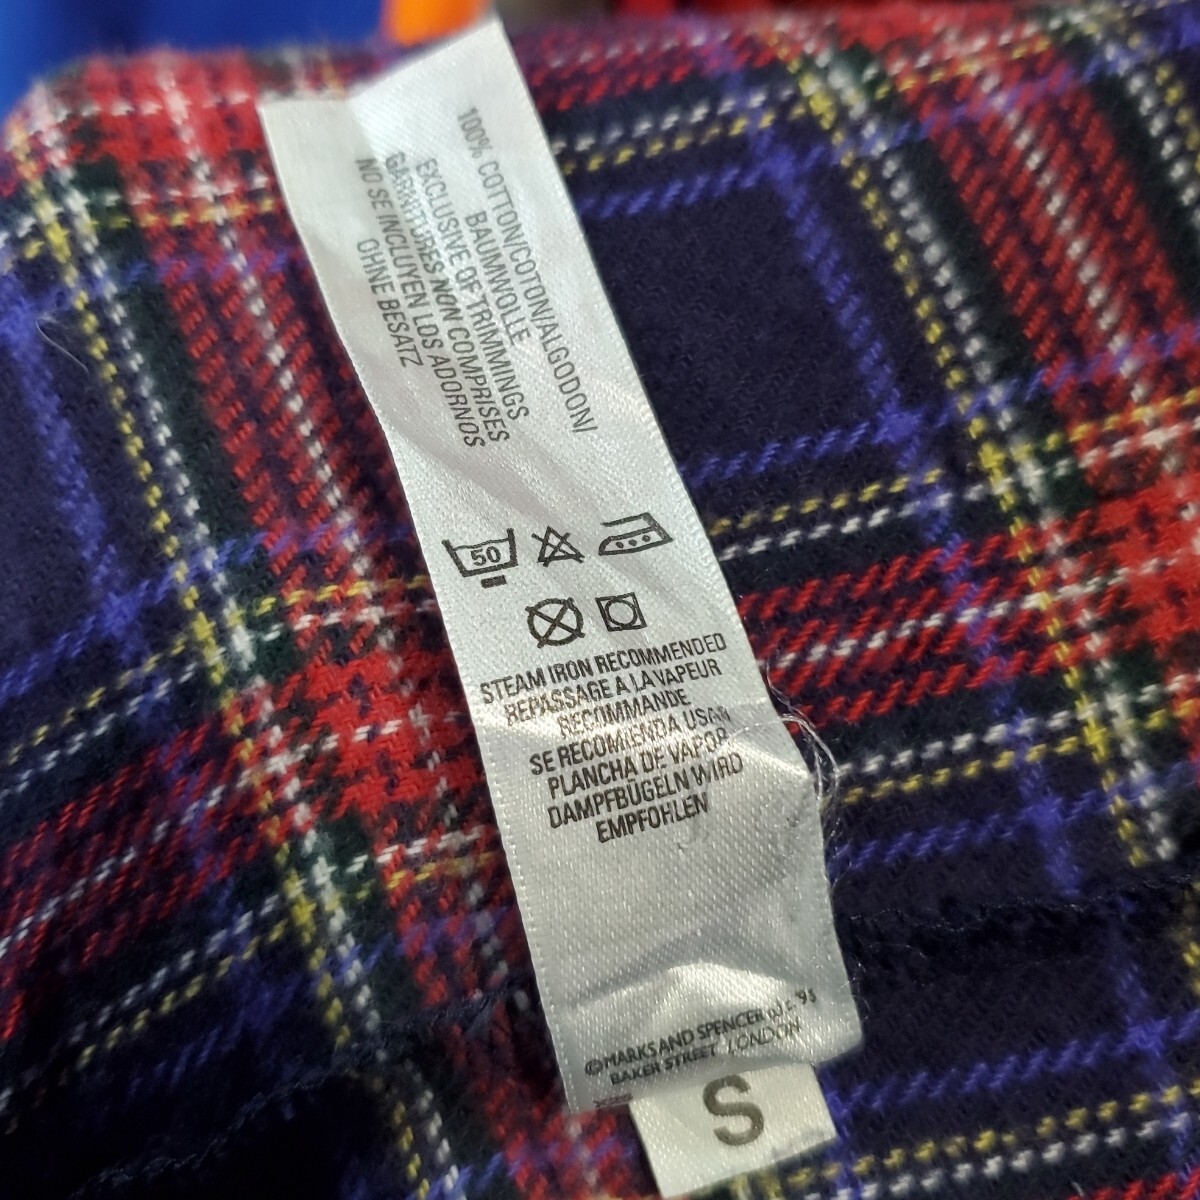 100% COTTON/COTON/ALGODON/
BAUMWOLLE
EXCLUSIVE OF TRIMMINGS
GARNITURES NON COMPRISES
NO SE INCLUYEN LOS ADORNOS
OHNE BESATZ
50
STEAM IRON RECOMMENDED
REPASSAGE A LA VAPEUR
RECOMMANDE
SE RECOMIENDA USAR
PLANCHA DE VAPOR
DAMPFBÜGELN WIRD
EMPFOHLEN
©MARKS AND SPENCER p.l.c. '95
BAKER STREET LONDON
S